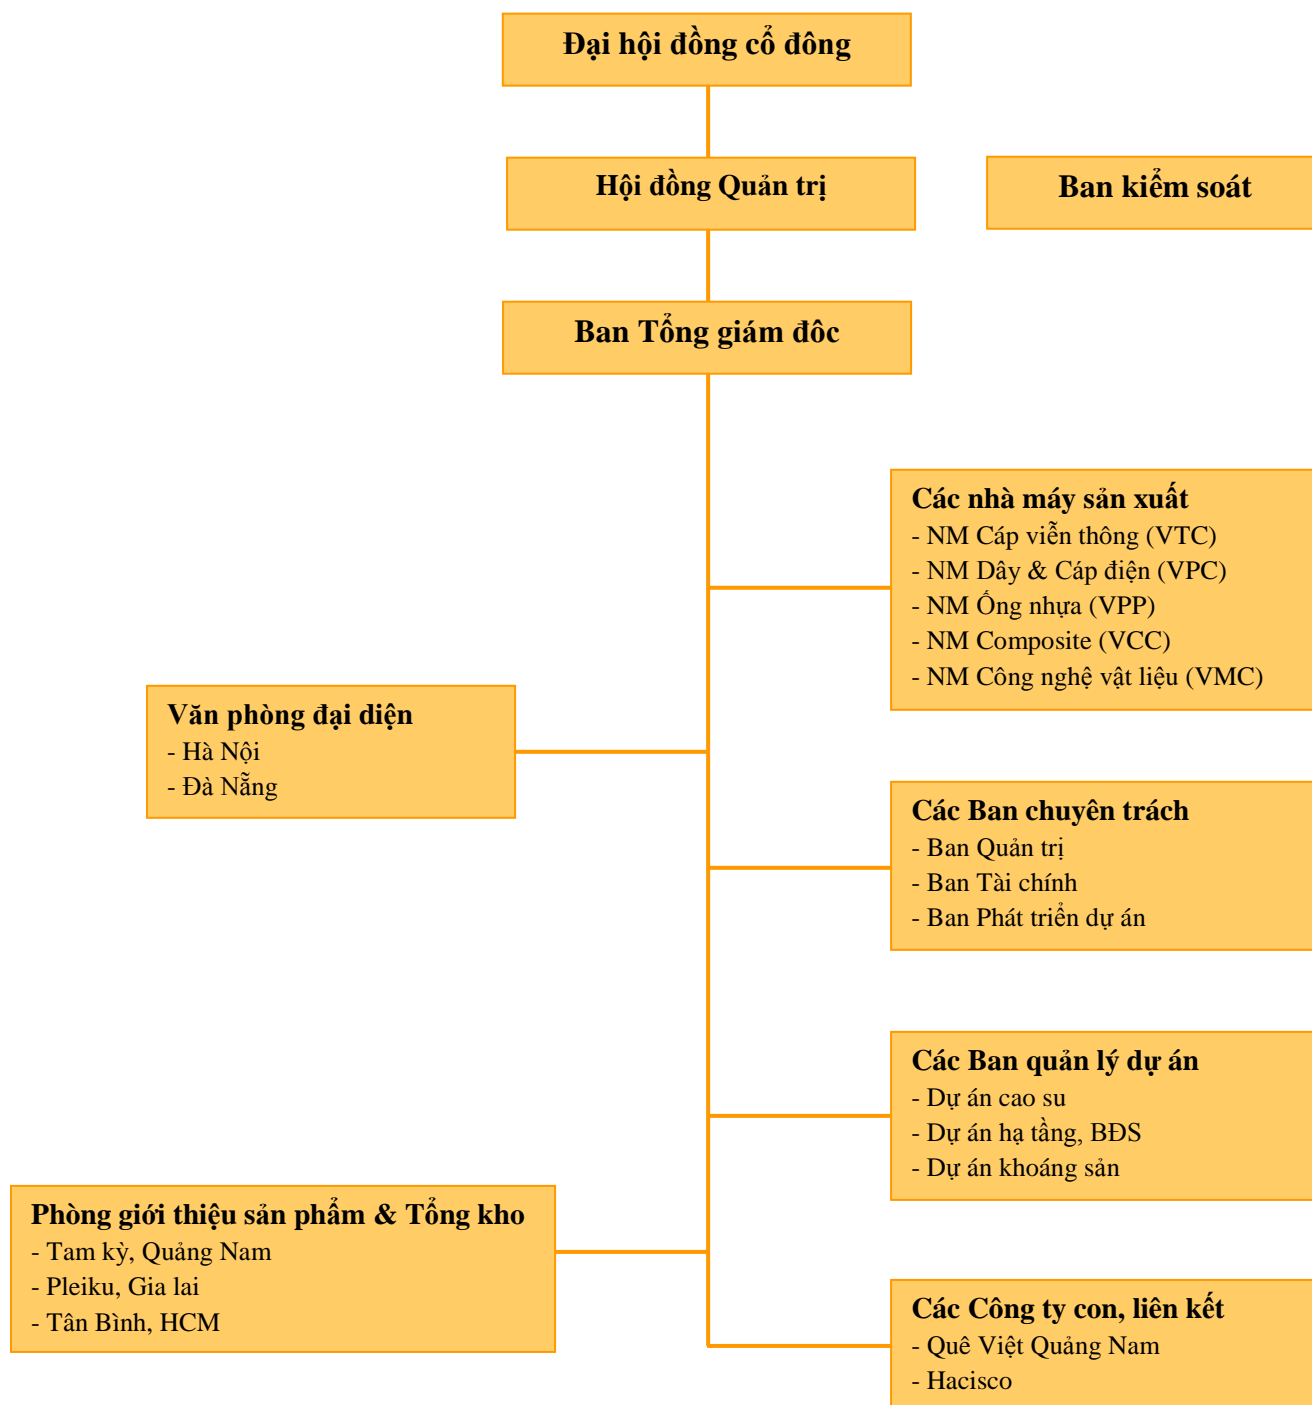 Đại hội đồng cổ đông
Hội đồng Quản trị
Ban kiểm soát
Ban Tổng giám đôc
Các nhà máy sản xuất
- NM Cáp viễn thông (VTC)
- NM Dây & Cáp điện (VPC)
- NM Ống nhựa (VPP)
- NM Composite (VCC)
- NM Công nghệ vật liệu (VMC)
Văn phòng đại diện
- Hà Nội
- Đà Nẵng
Các Ban chuyên trách
- Ban Quản trị
- Ban Tài chính
- Ban Phát triển dự án
Các Ban quản lý dự án
- Dự án cao su
- Dự án hạ tầng, BĐS
- Dự án khoáng sản
Phòng giới thiệu sản phẩm & Tổng kho
- Tam kỳ, Quảng Nam
- Pleiku, Gia lai
- Tân Bình, HCM
Các Công ty con, liên kết
- Quê Việt Quảng Nam
- Hacisco